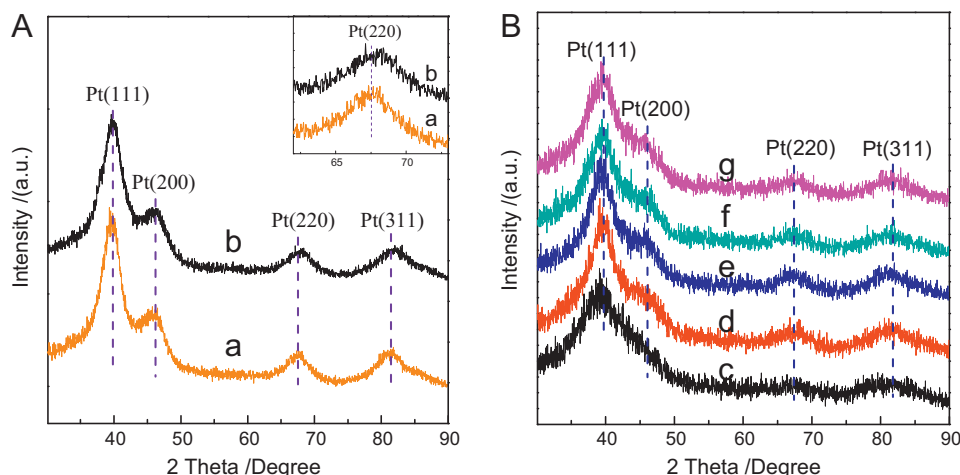 A
Pt(111)
Pt(200)
Pt(220)
Pt(311)
b
a
Pt(220)
b
a
65
70
40
50
60
70
80
90
2 Theta /Degree
Intensity /(a.u.)
B
Pt(111)
Pt(200)
Pt(220)
Pt(311)
g
f
e
d
c
40
50
60
70
80
90
2 Theta /Degree
Intensity /(a.u.)